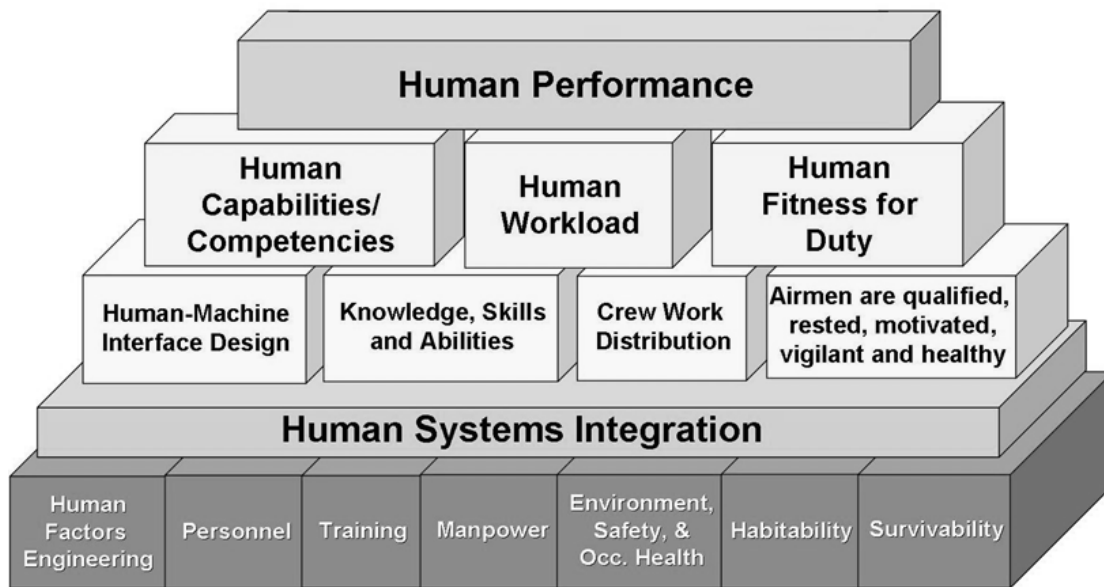 Human Performance
Human
Capabilities/
Competencies
Human
Workload
Human
Fitness for
Duty
Human-Machine
Interface Design
Knowledge, Skills
and Abilities
Crew Work
Distribution
Airmen are qualified,
rested, motivated,
vigilant and healthy
Human Systems Integration
Human
Factors
Engineering
Personnel
Training
Manpower
Environment,
Safety, &
Occ. Health
Habitability
Survivability